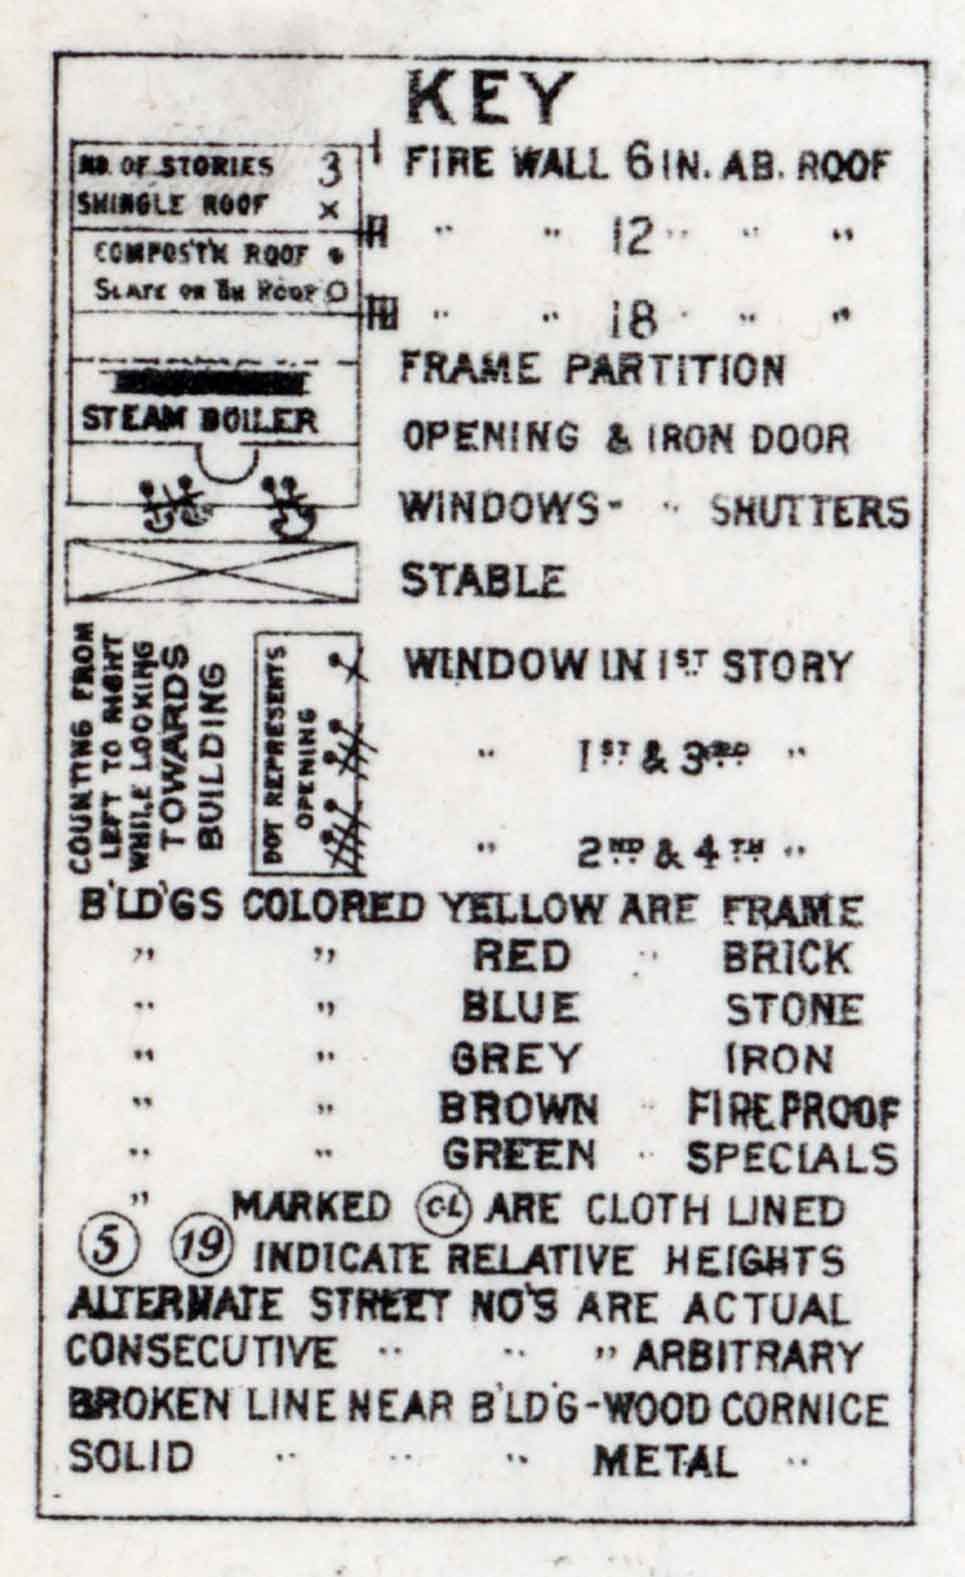 KEY
NO. OF STORIES 3
SHINGLE ROOF x
COMPOS'T'N ROOF
SLATE OR TIN ROOF O
STEAM BOILER
FIRE WALL 6 IN. AB. ROOF
" " 12 " " "
" " 18 " " "
FRAME PARTITION
OPENING & IRON DOOR
WINDOWS- " SHUTTERS
STABLE
COUNTING FROM
LEFT TO RIGHT
WHILE LOOKING
TOWARDS
BUILDING
DOT REPRESENTS
OPENING
WINDOW IN 1ST STORY
" 1ST & 3RD "
" 2ND & 4TH "
B'LD'GS COLORED YELLOW ARE FRAME
" " RED " BRICK
" " BLUE STONE
" " GREY IRON
" " BROWN " FIREPROOF
" " GREEN " SPECIALS
" MARKED CL ARE CLOTH LINED
5 19 INDICATE RELATIVE HEIGHTS
ALTERNATE STREET NO'S ARE ACTUAL
CONSECUTIVE " " " ARBITRARY
BROKEN LINE NEAR B'LD'G-WOOD CORNICE
SOLID " " " METAL "